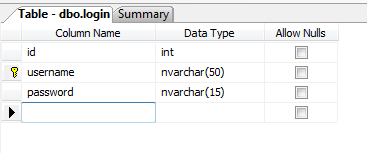 Table - dbo.login Summary
Column Name Data Type Allow Nulls
id int
username nvarchar(50)
password nvarchar(15)